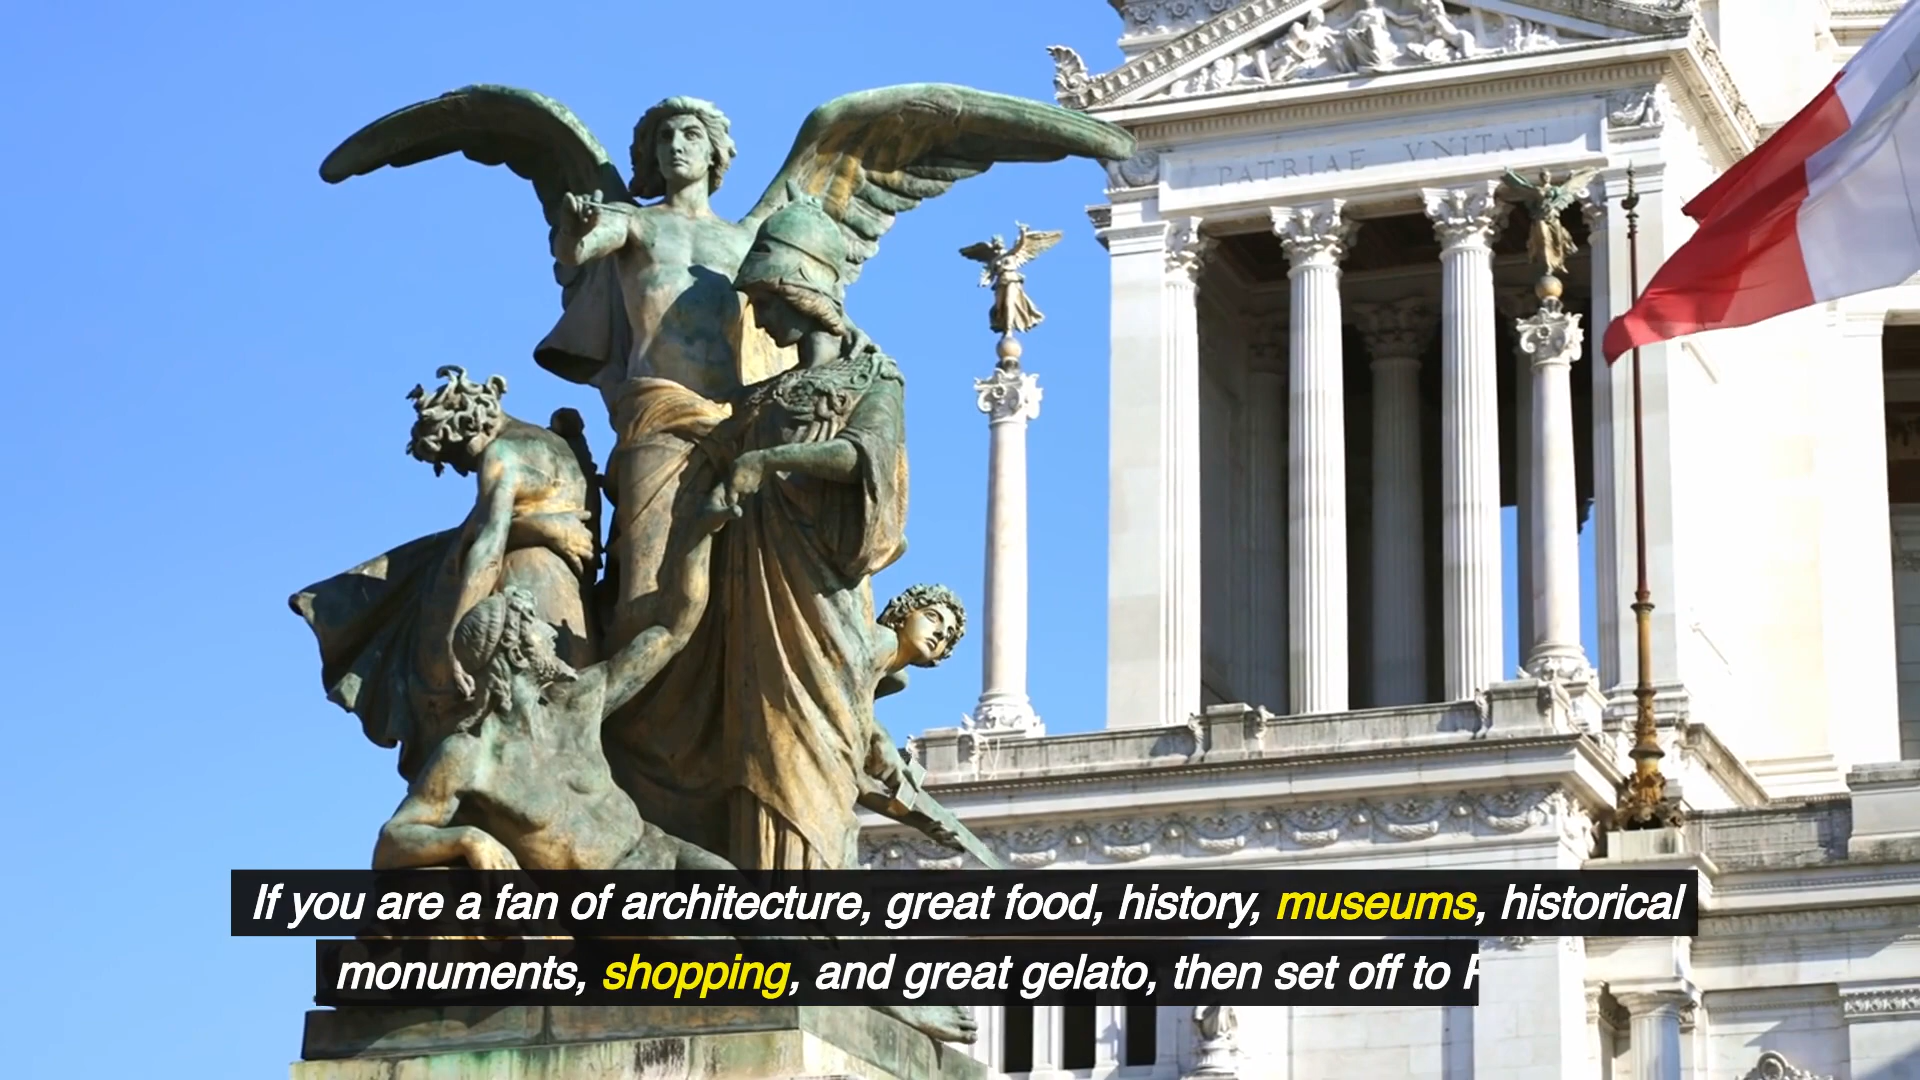 PATRIAE VNITATI
If you are a fan of architecture, great food, history, museums, historical
monuments, shopping, and great gelato, then set off to